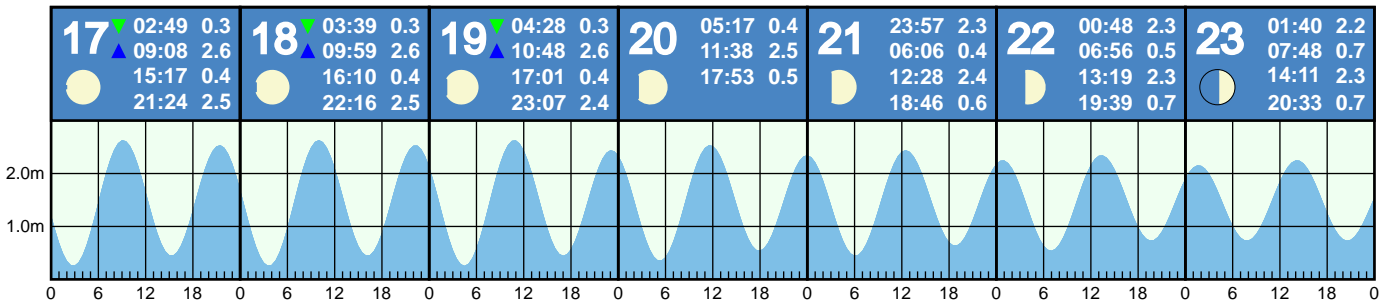 17 ▼ 02:49 0.3
▲ 09:08 2.6
15:17 0.4
21:24 2.5
18 ▼ 03:39 0.3
▲ 09:59 2.6
16:10 0.4
22:16 2.5
19 ▼ 04:28 0.3
▲ 10:48 2.6
17:01 0.4
23:07 2.4
20 05:17 0.4
11:38 2.5
17:53 0.5
21 23:57 2.3
06:06 0.4
12:28 2.4
18:46 0.6
22 00:48 2.3
06:56 0.5
13:19 2.3
19:39 0.7
23 01:40 2.2
07:48 0.7
14:11 2.3
20:33 0.7
2.0m
1.0m
0 6 12 18 0 6 12 18 0 6 12 18 0 6 12 18 0 6 12 18 0 6 12 18 0 6 12 18 0